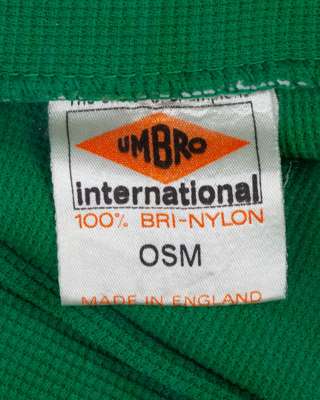 UMBRO
international
100% BRI-NYLON
OSM
MADE IN ENGLAND